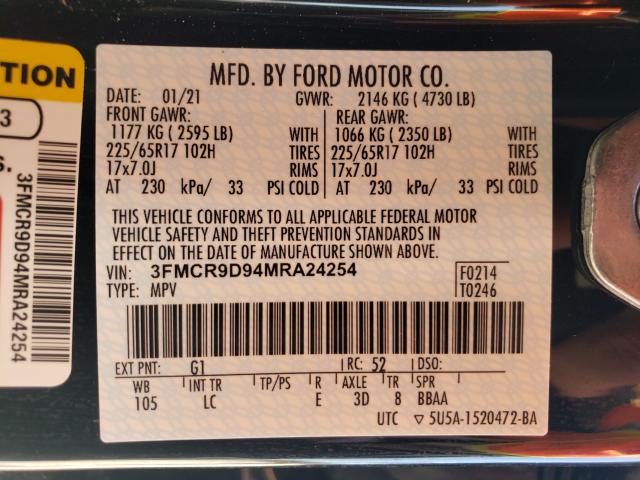 TION
3
s.
3FMCR9D94MRA24254
MFD. BY FORD MOTOR CO.
DATE: 01/21 GVWR: 2146 KG ( 4730 LB)
FRONT GAWR: REAR GAWR:
1177 KG ( 2595 LB) WITH 1066 KG ( 2350 LB) WITH
225/65R17 102H TIRES 225/65R17 102H TIRES
17x7.0J RIMS 17x7.0J RIMS
AT 230 kPa/ 33 PSI COLD AT 230 kPa/ 33 PSI COLD
THIS VEHICLE CONFORMS TO ALL APPLICABLE FEDERAL MOTOR
VEHICLE SAFETY AND THEFT PREVENTION STANDARDS IN
EFFECT ON THE DATE OF MANUFACTURE SHOWN ABOVE.
VIN: 3FMCR9D94MRA24254 F0214
TYPE: MPV T0246
EXT PNT: G1 RC: 52 DSO:
WB INT TR TP/PS R AXLE TR SPR
105 LC E 3D 8 BBAA
UTC ▽ 5U5A-1520472-BA